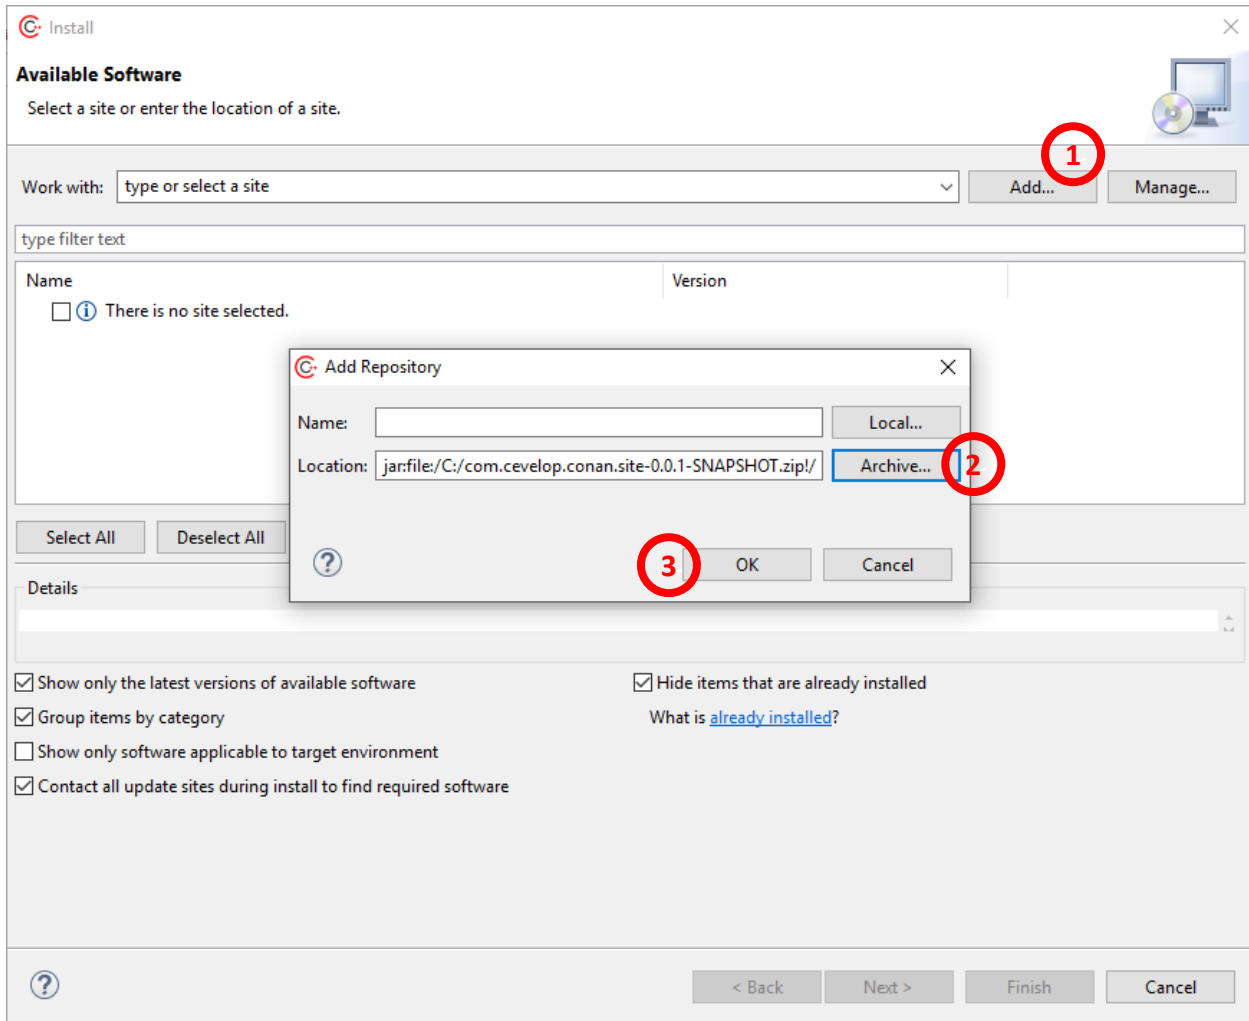 Install
Available Software
Select a site or enter the location of a site.
1
Work with: type or select a site Add... Manage...
type filter text
Name Version
There is no site selected.
Add Repository
Name: Local...
Location: jar:file:/C:/com.cevelop.conan.site-0.0.1-SNAPSHOT.zip!/ Archive... 2
Select All Deselect All
3 OK Cancel
Details
Show only the latest versions of available software Hide items that are already installed
Group items by category What is already installed?
Show only software applicable to target environment
Contact all update sites during install to find required software
< Back Next > Finish Cancel